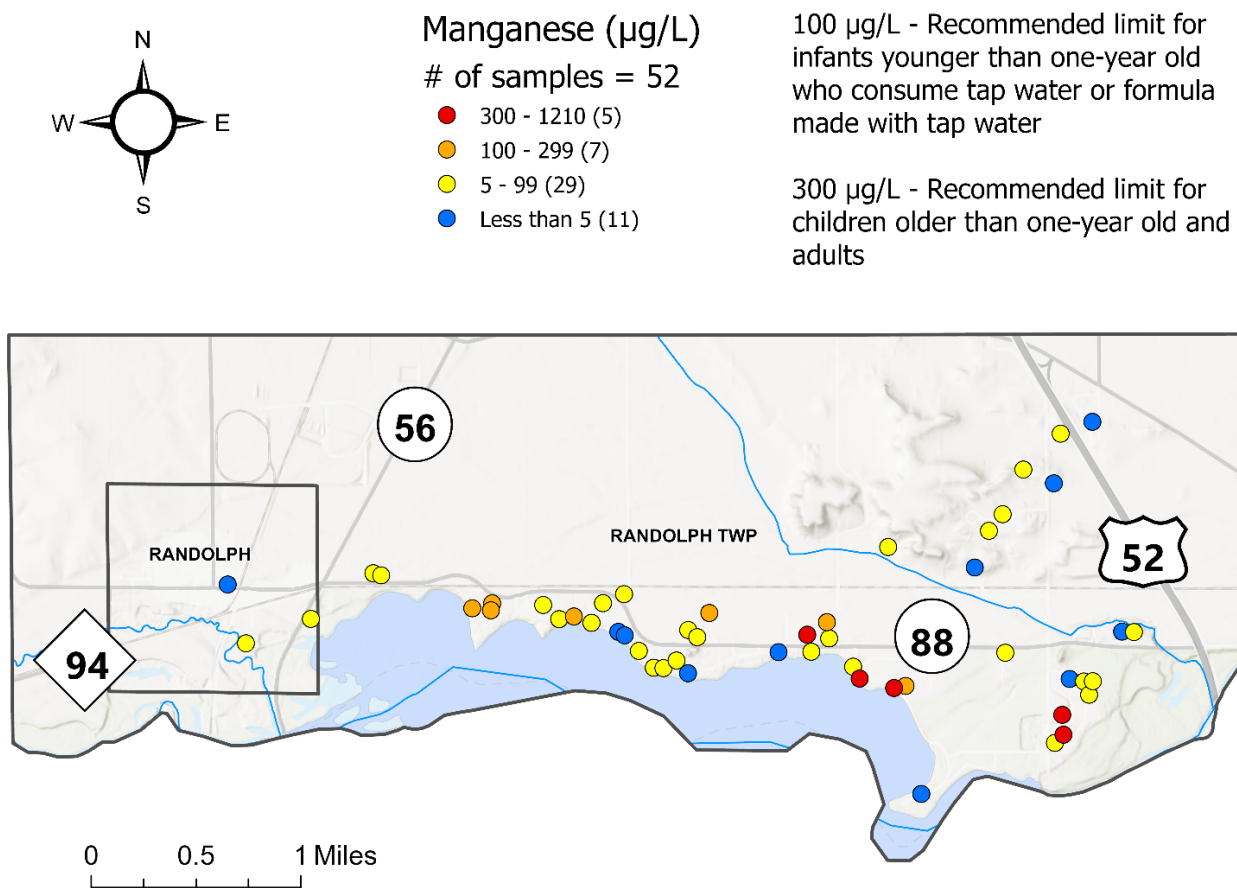 N
W
E
S
Manganese (µg/L)
# of samples = 52
300 - 1210 (5)
100 - 299 (7)
5 - 99 (29)
Less than 5 (11)
100 µg/L - Recommended limit for
infants younger than one-year old
who consume tap water or formula
made with tap water
300 µg/L - Recommended limit for
children older than one-year old and
adults
56
RANDOLPH
RANDOLPH TWP
52
94
88
0 0.5 1 Miles